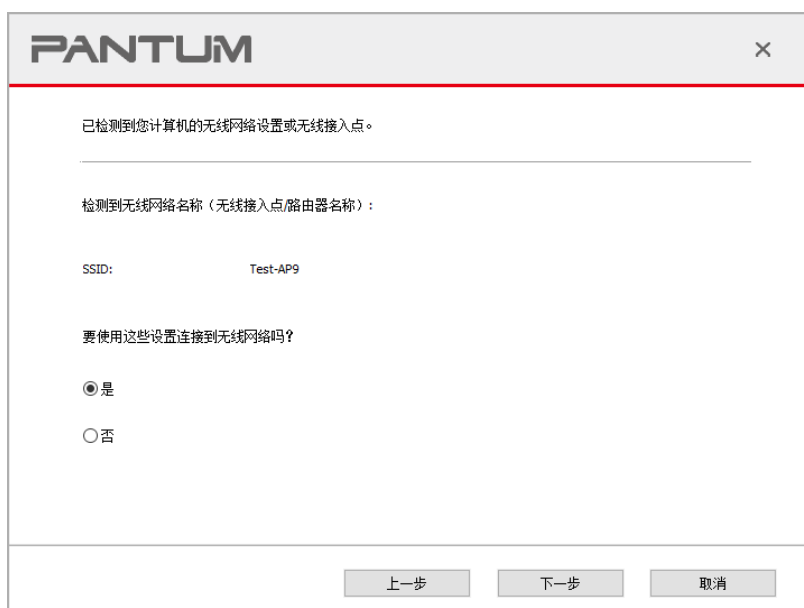 PANTUM
已检测到您计算机的无线网络设置或无线接入点。
检测到无线网络名称（无线接入点/路由器名称）:
SSID: Test-AP9
要使用这些设置连接到无线网络吗?
是
否
上一步 下一步 取消